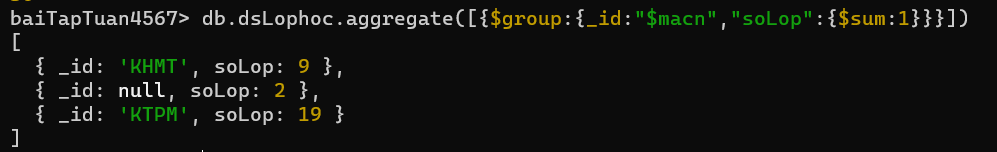 baiTapTuan4567> db.dsLophoc.aggregate([{$group:{_id:"$macn","soLop":{$sum:1}}}])
[
  { _id: 'KHMT', soLop: 9 },
  { _id: null, soLop: 2 },
  { _id: 'KTPM', soLop: 19 }
]